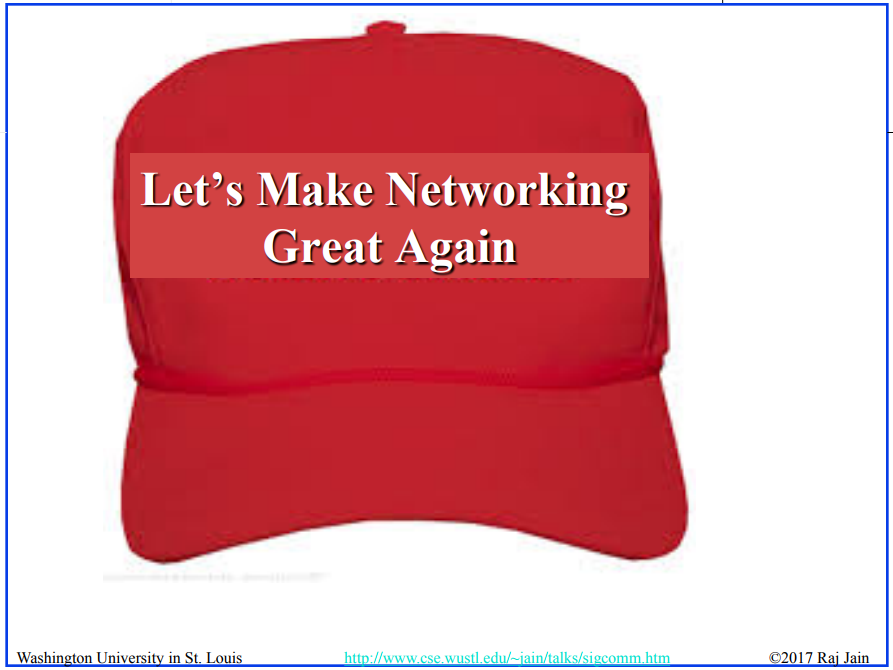 Let's Make Networking
Great Again
Washington University in St. Louis http://www.cse.wustl.edu/~jain/talks/sigcomm.htm ©2017 Raj Jain